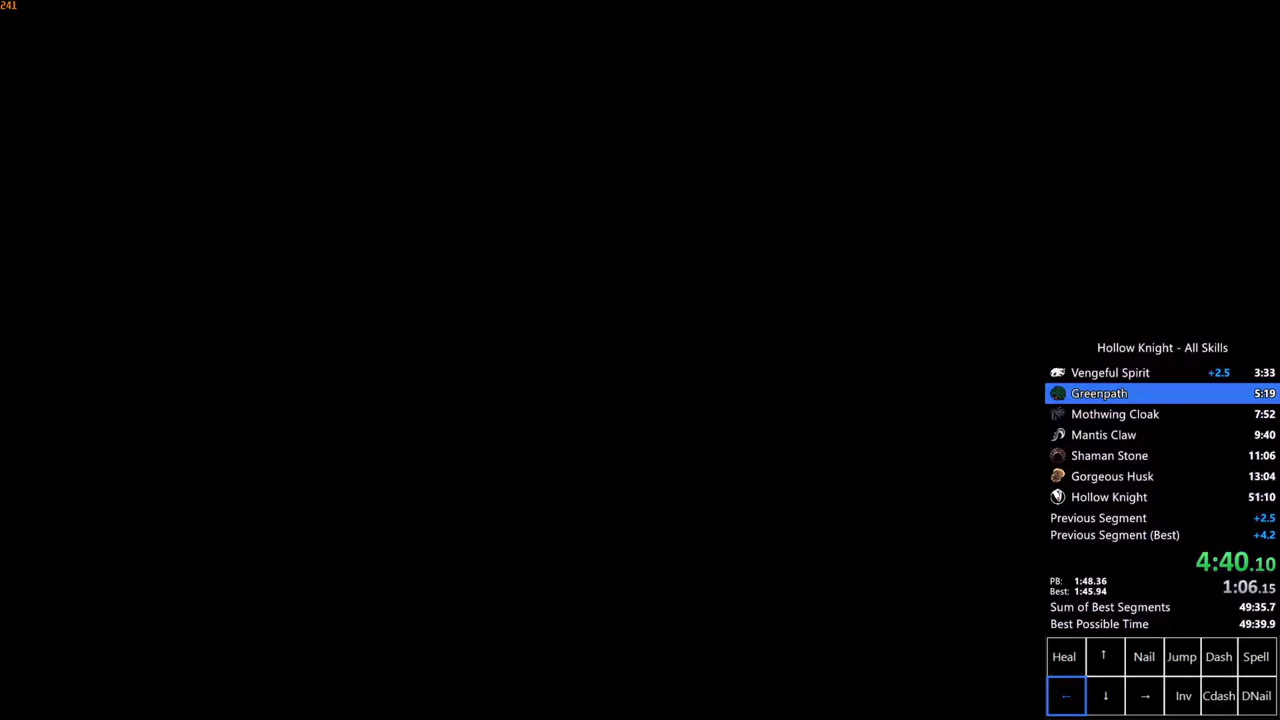 241
Hollow Knight - All Skills
Vengeful Spirit +2.5 3:33
Greenpath 5:19
Mothwing Cloak 7:52
Mantis Claw 9:40
Shaman Stone 11:06
Gorgeous Husk 13:04
Hollow Knight 51:10
Previous Segment +2.5
Previous Segment (Best) +4.2
4:40.10
PB: 1:48.36
Best: 1:45.94
1:06.15
Sum of Best Segments 49:35.7
Best Possible Time 49:39.9
Heal ↑ Nail Jump Dash Spell
← ↓ → Inv Cdash DNail